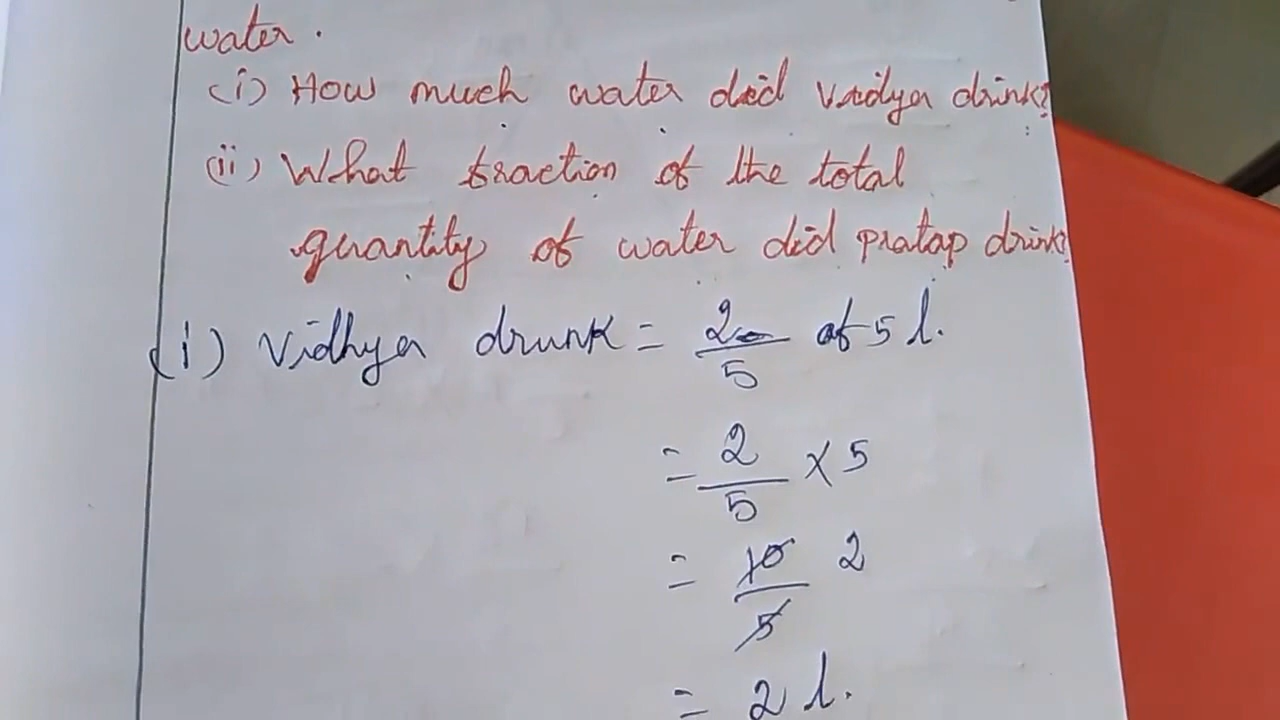 water.
(i) How much water did Vidya drink?
(ii) What fraction of the total
quantity of water did pratap drink?
(i) Vidhya drunk = 2/5 of 5 l.
= 2/5 × 5
= 10/5 2
= 2 l.